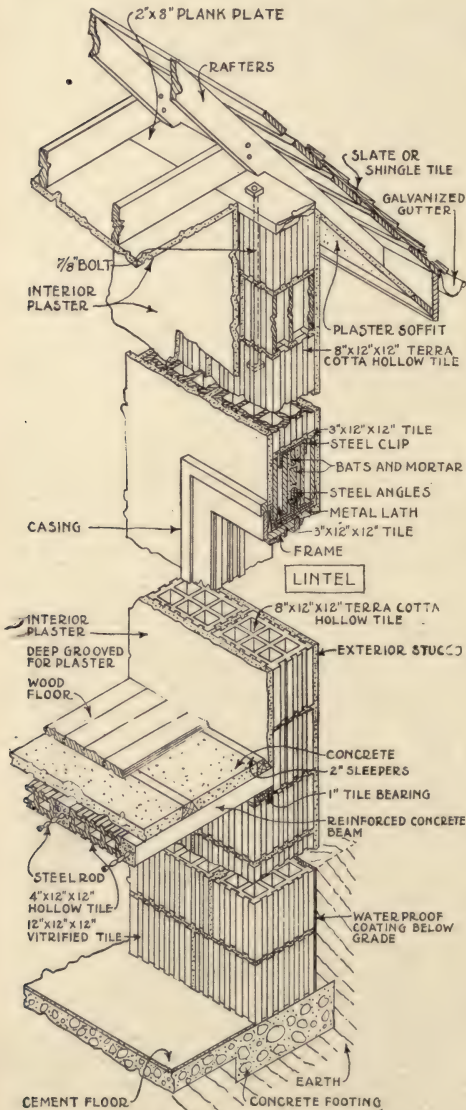 2"x8" PLANK PLATE
RAFTERS
SLATE OR
SHINGLE TILE
GALVANIZED
GUTTER
7/8" BOLT
INTERIOR
PLASTER
PLASTER SOFFIT
8"x12"x12" TERRA
COTTA HOLLOW TILE
3"x12"x12" TILE
STEEL CLIP
BATS AND MORTAR
STEEL ANGLES
METAL LATH
3"x12"x12" TILE
FRAME
CASING
LINTEL
8"x12"x12" TERRA COTTA
HOLLOW TILE
INTERIOR
PLASTER
DEEP GROOVED
FOR PLASTER
WOOD
FLOOR
EXTERIOR STUCCO
CONCRETE
2" SLEEPERS
1" TILE BEARING
REINFORCED CONCRETE
BEAM
STEEL ROD
4"x12"x12"
HOLLOW TILE
12"x12"x12"
VITRIFIED TILE
WATER PROOF
COATING BELOW
GRADE
EARTH
CEMENT FLOOR
CONCRETE FOOTING